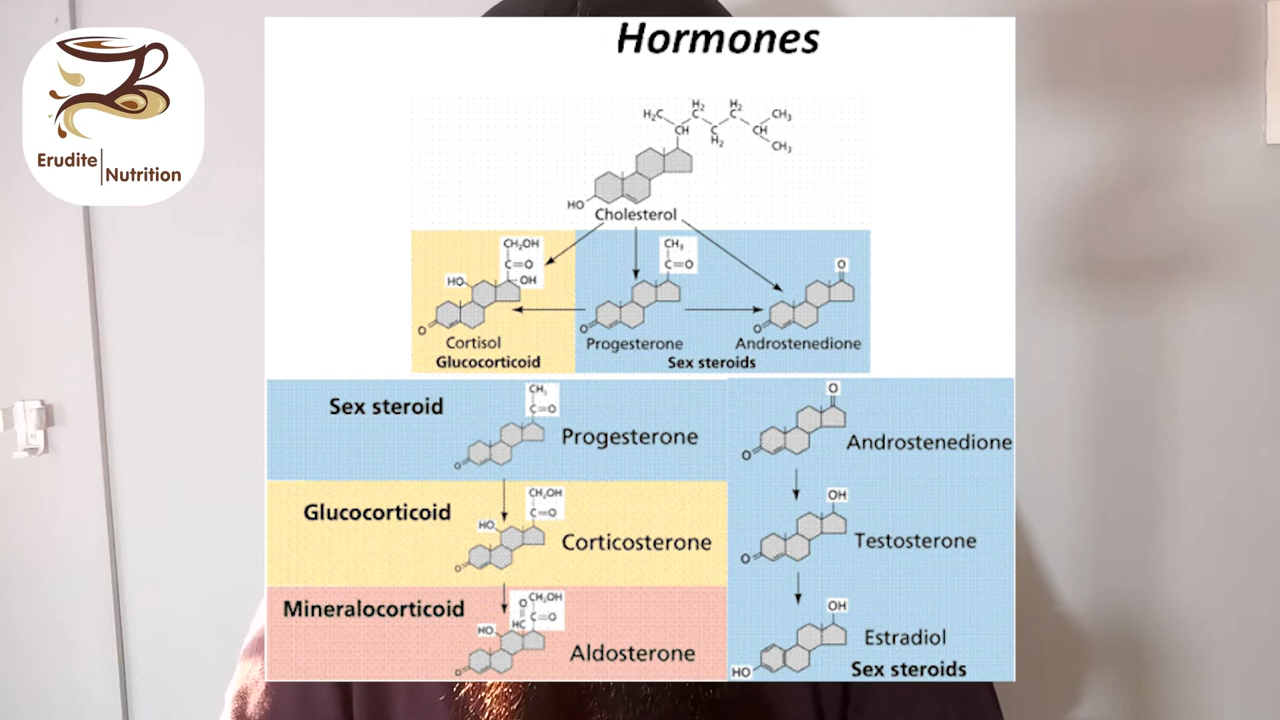 Hormones
Erudite
Nutrition
H₂C
H₂
C
H₂
C
CH₃
CH
C
H₂
CH
CH₃
HO
Cholesterol
CH₂OH
C=O
HO
OH
O
Cortisol
Glucocorticoid
CH₃
C=O
O
Progesterone
O
O
Androstenedione
Sex steroids
Sex steroid
CH₃
C=O
O
Progesterone
Glucocorticoid
CH₂OH
C=O
HO
O
Corticosterone
Mineralocorticoid
CH₂OH
O
C=O
C
HC
HO
O
Aldosterone
O
O
Androstenedione
OH
O
Testosterone
OH
HO
Estradiol
Sex steroids